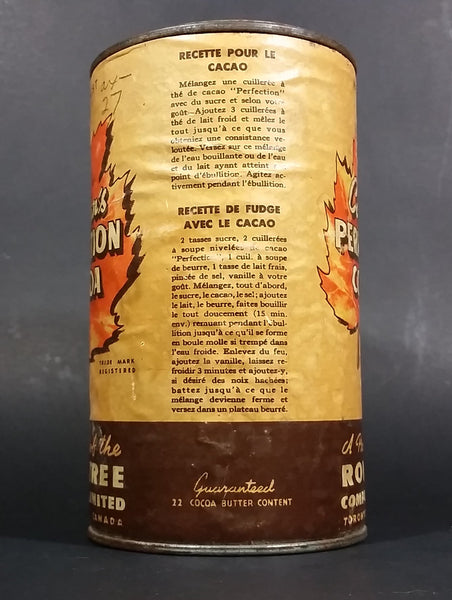 RECETTE POUR LE
CACAO
Mélangez une cuillerée à
thé de cacao "Perfection"
avec du sucre et selon votre
goût—Ajoutez 3 cuillerées à
thé de lait froid et mêlez le
tout jusqu'à ce que vous
obteniez une consistance ve-
loutée. Versez sur ce mélange
de l'eau bouillante ou de l'eau
et du lait ayant atteint le
point d'ébullition. Agitez ac-
tivement pendant l'ébullition.
RECETTE DE FUDGE
AVEC LE CACAO
2 tasses sucre, 2 cuillerées
à soupe nivelées de cacao
"Perfection", 1 cuil. à soupe
de beurre, 1 tasse de lait frais,
pincée de sel, vanille à votre
goût. Mélangez, tout d'abord,
le sucre, le cacao, le sel; ajoutez
le lait, le beurre, faites bouillir
le tout doucement (15 min.
env.) remuant pendant l'ébul-
lition jusqu'à ce qu'il se forme
en boule molle si trempé dans
l'eau froide. Enlevez du feu,
ajoutez la vanille, laissez re-
froidir 3 minutes et ajoutez-y,
si désiré des noix hachées;
battez jusqu'à ce que le
mélange devienne ferme et
versez dans un plateau beurré.
Guaranteed
22 COCOA BUTTER CONTENT
27
TION
OA
TRADE MARK
REGISTERED
of the
TREE
MITED
CANADA
PER
C
A
RO
COMP
TORON